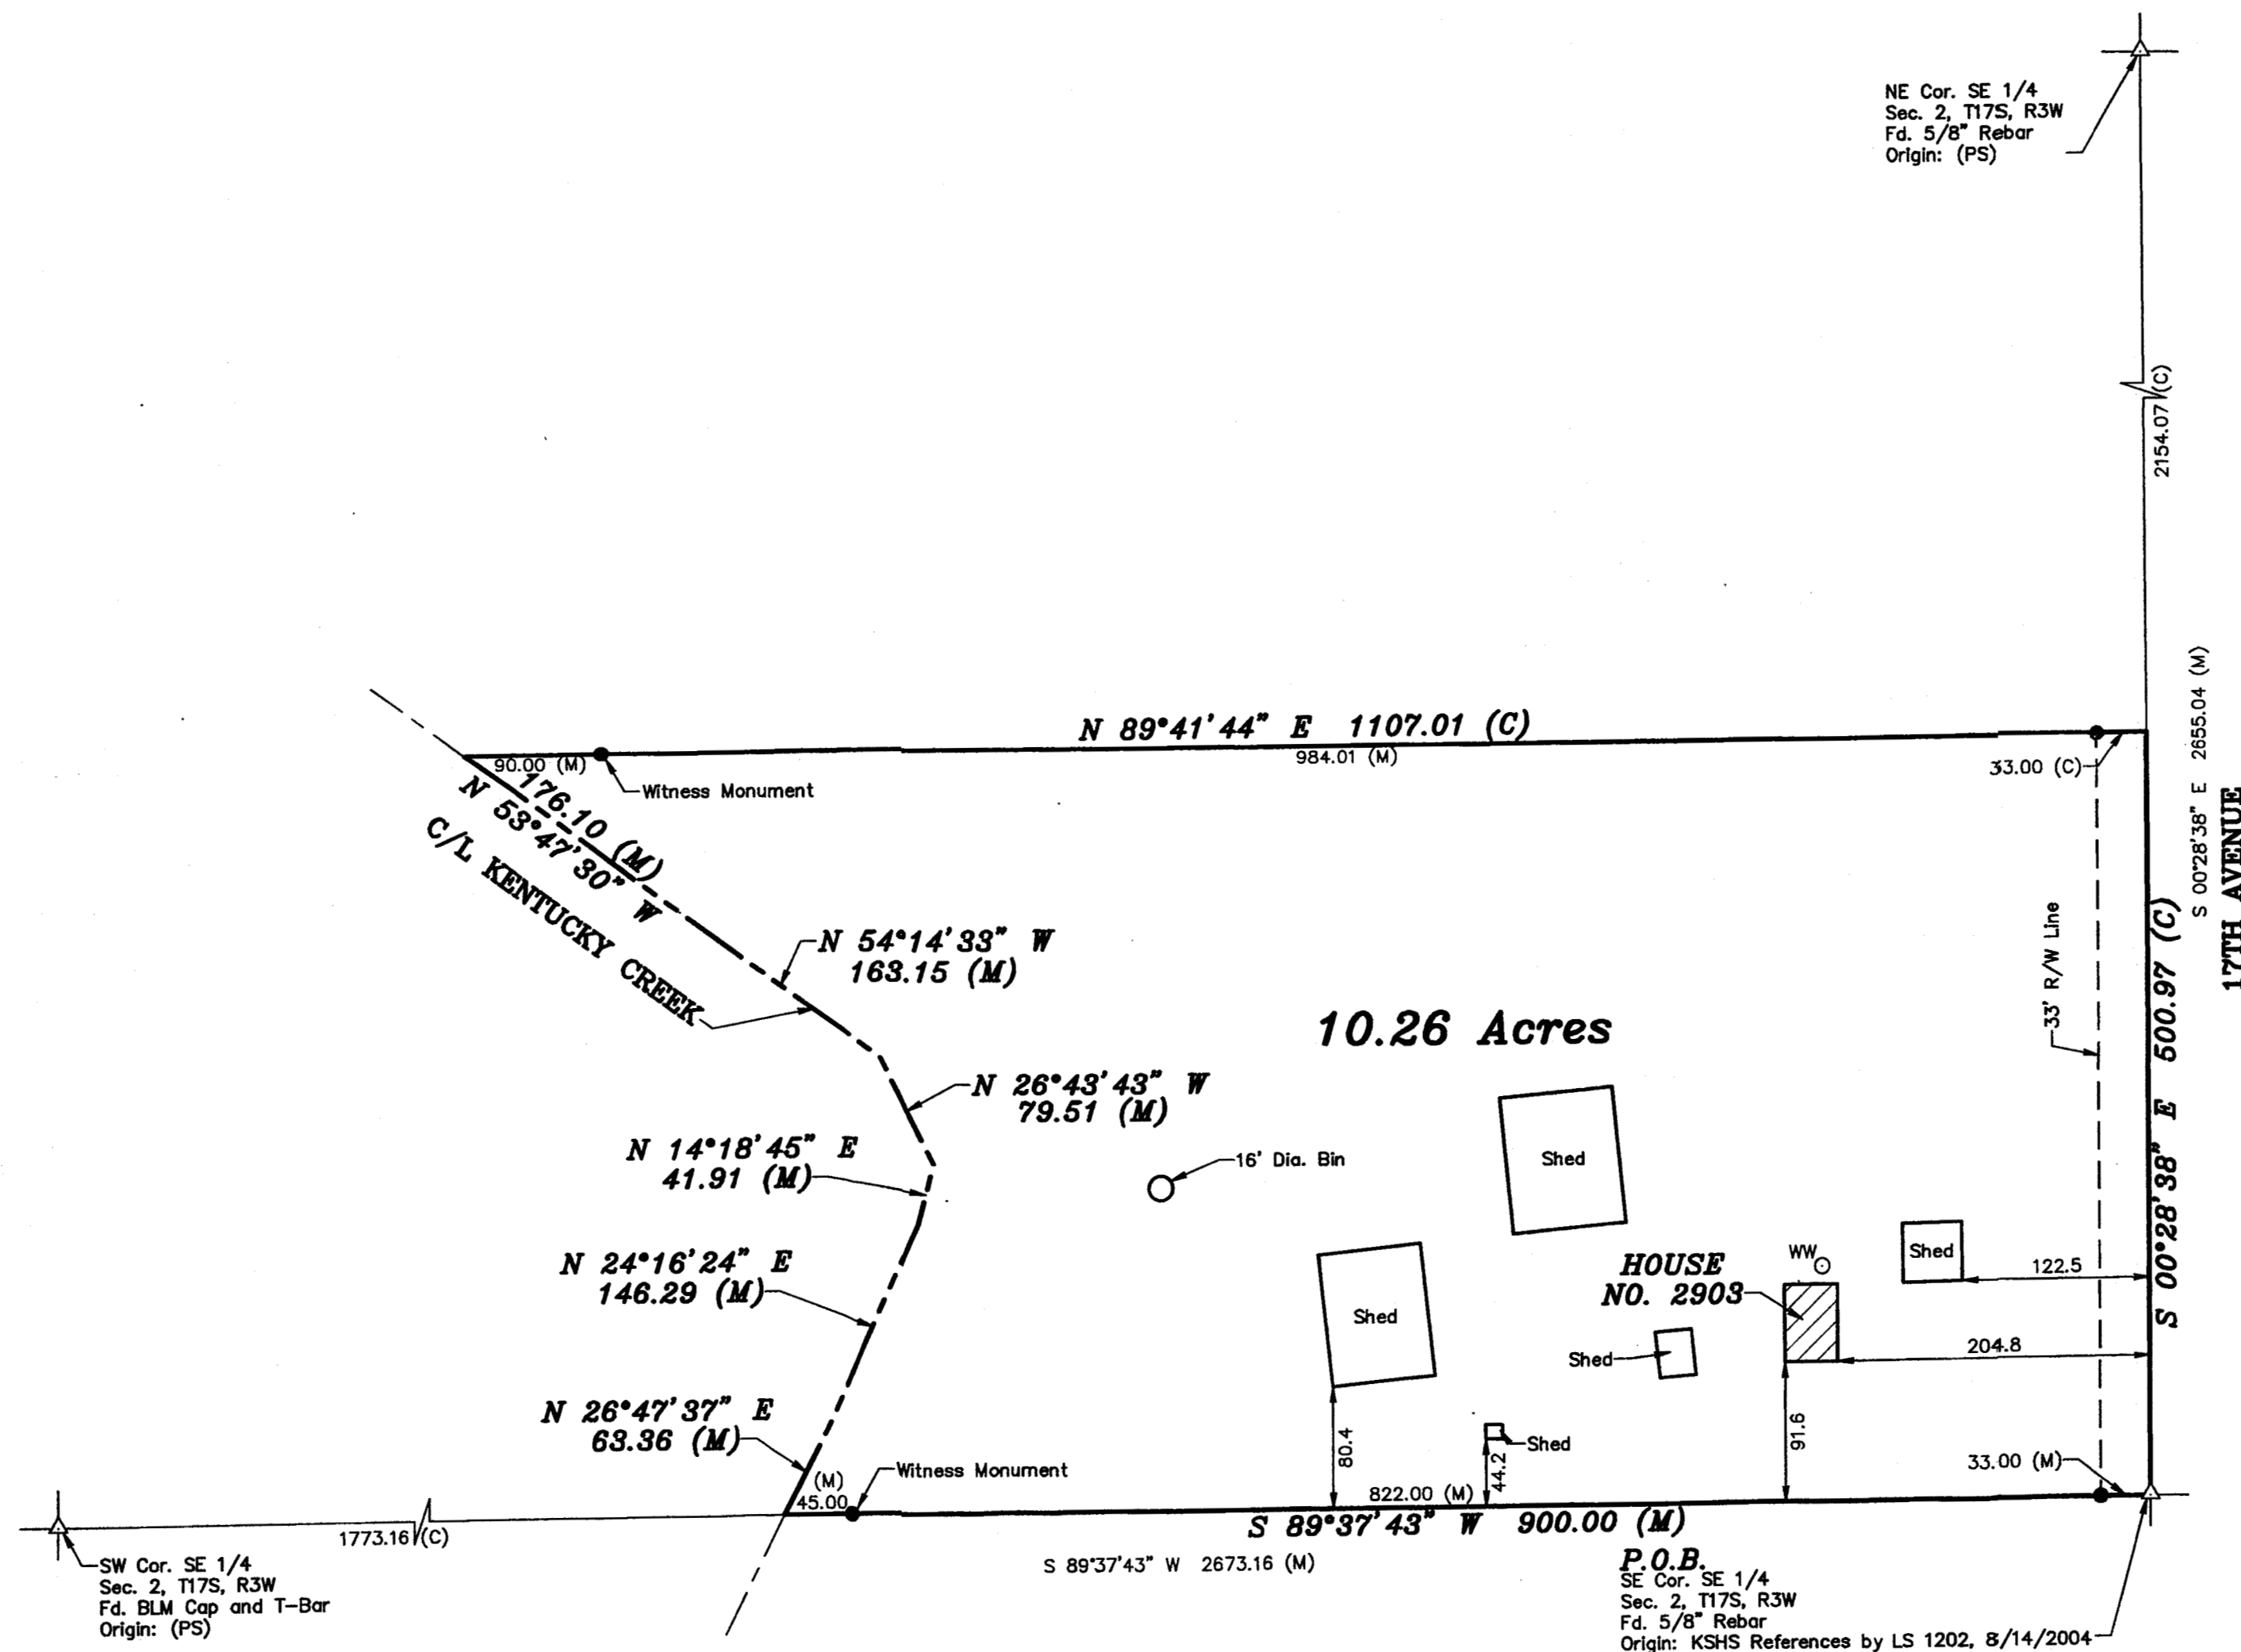 NE Cor. SE 1/4
Sec. 2, T17S, R3W
Fd. 5/8" Rebar
Origin: (PS)
2154.07 (C)
S 00°28'38" E 2655.04 (M)
17TH AVENUE
N 89°41'44" E 1107.01 (C)
90.00 (M)
984.01 (M)
33.00 (C)
Witness Monument
176.10 (M)
N 53°47'30" W
C/L KENTUCKY CREEK
N 54°14'33" W
163.15 (M)
33' R/W Line
S 00°28'38" E 500.97 (C)
10.26 Acres
N 26°43'43" W
79.51 (M)
N 14°18'45" E
41.91 (M)
16' Dia. Bin
Shed
N 24°16'24" E
146.29 (M)
HOUSE
NO. 2903
WW
Shed
122.5
Shed
Shed
204.8
N 26°47'37" E
63.36 (M)
80.4
44.2
Shed
91.6
(M)
45.00
Witness Monument
822.00 (M)
33.00 (M)
S 89°37'43" W 900.00 (M)
1773.16 (C)
S 89°37'43" W 2673.16 (M)
SW Cor. SE 1/4
Sec. 2, T17S, R3W
Fd. BLM Cap and T-Bar
Origin: (PS)
P.O.B.
SE Cor. SE 1/4
Sec. 2, T17S, R3W
Fd. 5/8" Rebar
Origin: KSHS References by LS 1202, 8/14/2004